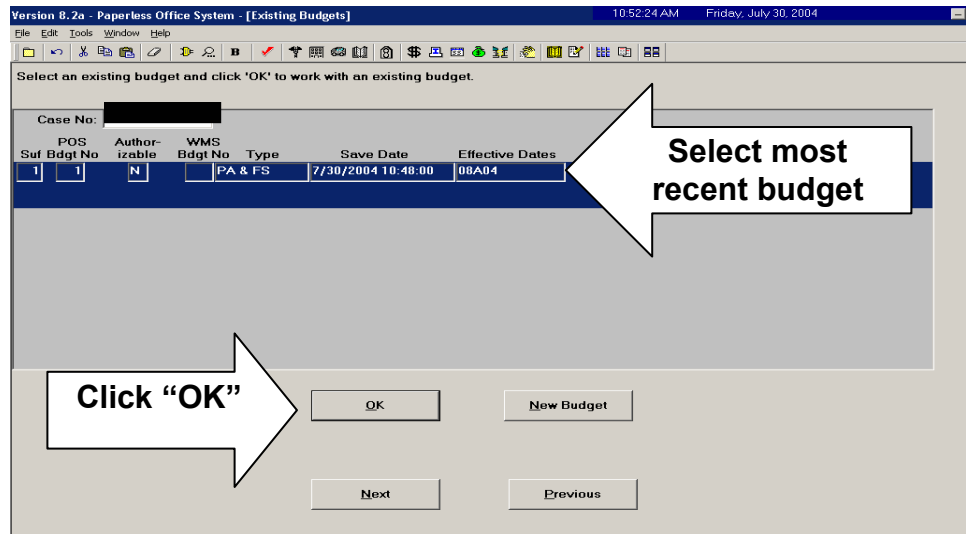 Version 8.2a - Paperless Office System - [Existing Budgets] 10:52:24 AM Friday, July 30, 2004
File Edit Tools Window Help
B
Select an existing budget and click 'OK' to work with an existing budget.
Case No:
POS Author- WMS
Suf Bdgt No izable Bdgt No Type Save Date Effective Dates
1 1 N PA & FS 7/30/2004 10:48:00 08A04
Select most
recent budget
Click “OK”
OK New Budget
Next Previous